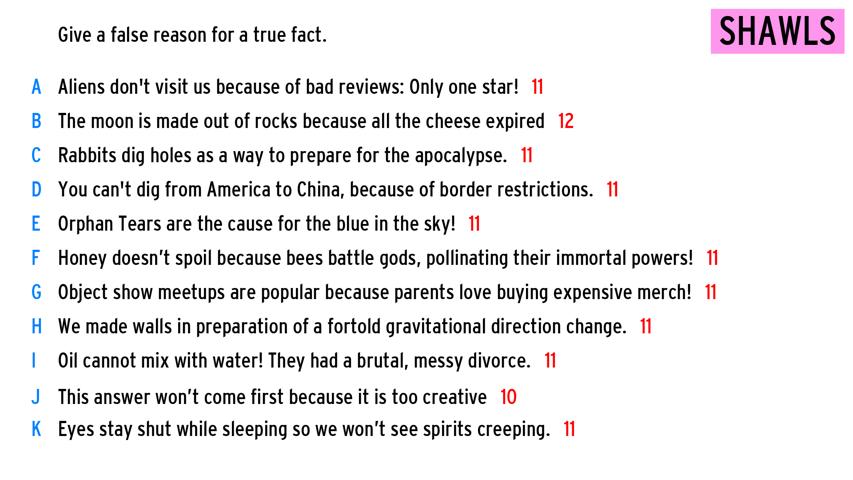 Give a false reason for a true fact.
SHAWLS
A Aliens don't visit us because of bad reviews: Only one star! 11
B The moon is made out of rocks because all the cheese expired 12
C Rabbits dig holes as a way to prepare for the apocalypse. 11
D You can't dig from America to China, because of border restrictions. 11
E Orphan Tears are the cause for the blue in the sky! 11
F Honey doesn’t spoil because bees battle gods, pollinating their immortal powers! 11
G Object show meetups are popular because parents love buying expensive merch! 11
H We made walls in preparation of a fortold gravitational direction change. 11
I Oil cannot mix with water! They had a brutal, messy divorce. 11
J This answer won’t come first because it is too creative 10
K Eyes stay shut while sleeping so we won’t see spirits creeping. 11